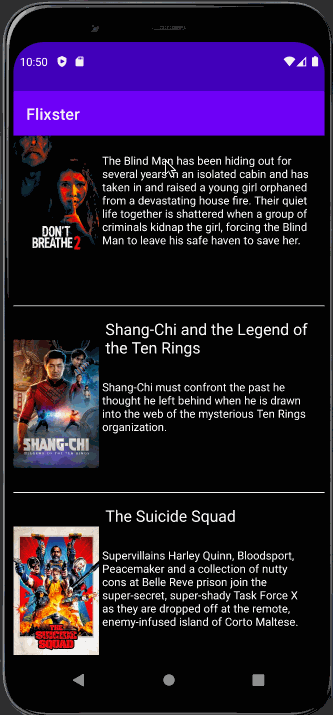 10:50
Flixster
The Blind Man has been hiding out for
several years in an isolated cabin and has
taken in and raised a young girl orphaned
from a devastating house fire. Their quiet
life together is shattered when a group of
criminals kidnap the girl, forcing the Blind
Man to leave his safe haven to save her.
DON'T
BREATHE 2
Shang-Chi and the Legend of
the Ten Rings
Shang-Chi must confront the past he
thought he left behind when he is drawn
into the web of the mysterious Ten Rings
organization.
SHANG-CHI
The Suicide Squad
Supervillains Harley Quinn, Bloodsport,
Peacemaker and a collection of nutty
cons at Belle Reve prison join the
super-secret, super-shady Task Force X
as they are dropped off at the remote,
enemy-infused island of Corto Maltese.
THE
SUICIDE
SQUAD